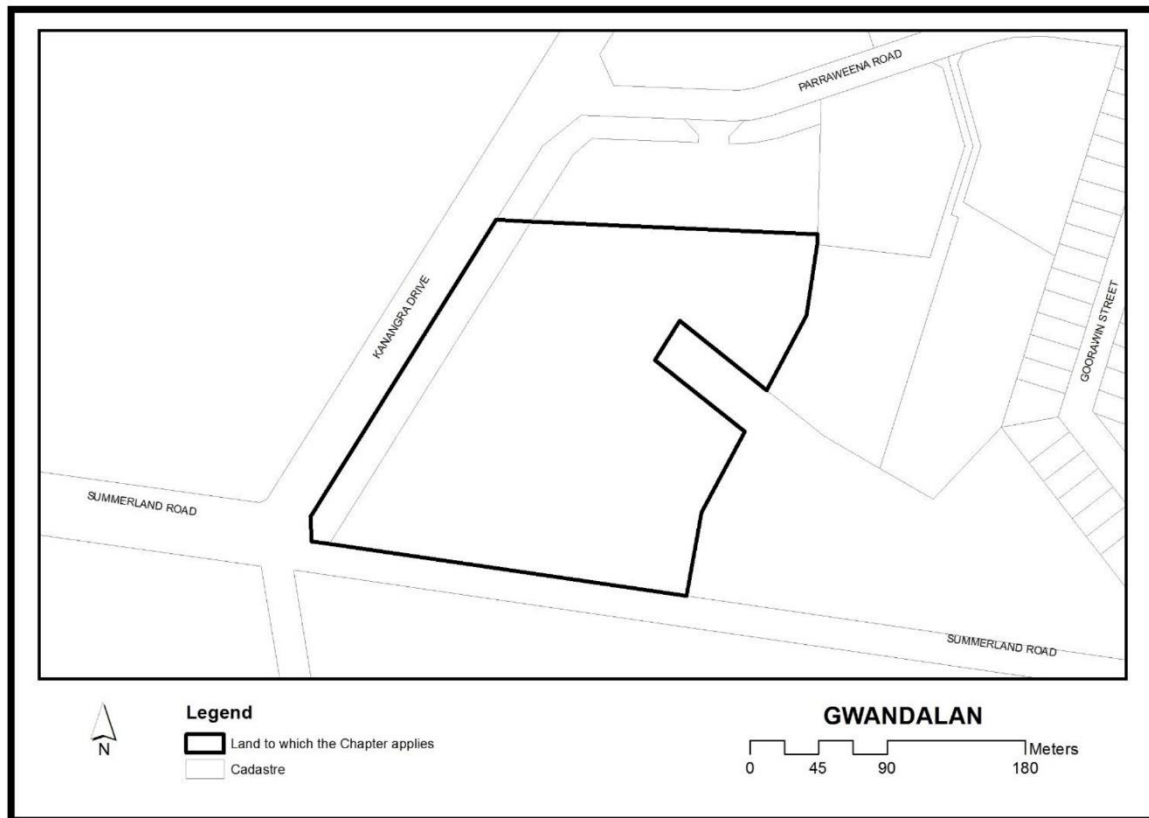 PARRAWEENA ROAD
KANANGRA DRIVE
GOORAWIN STREET
SUMMERLAND ROAD
SUMMERLAND ROAD
N
Legend
Land to which the Chapter applies
Cadastre
GWANDALAN
Meters
0 45 90 180